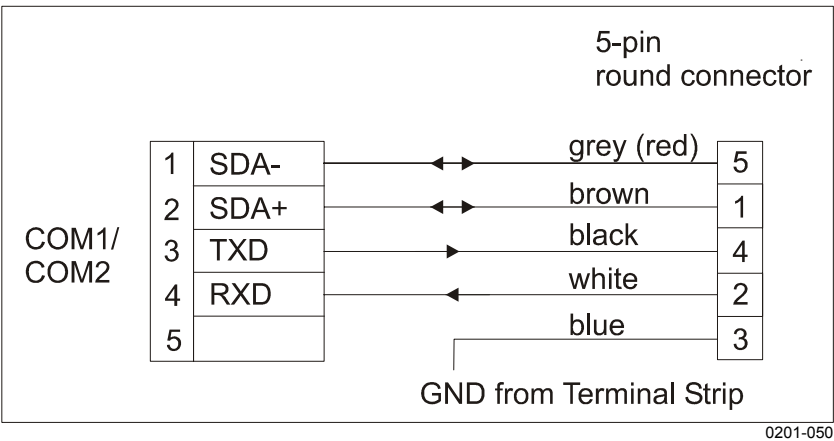 5-pin
round connector
1 SDA- grey (red) 5
2 SDA+ brown 1
COM1/
COM2
3 TXD black 4
4 RXD white 2
5 blue 3
GND from Terminal Strip
0201-050